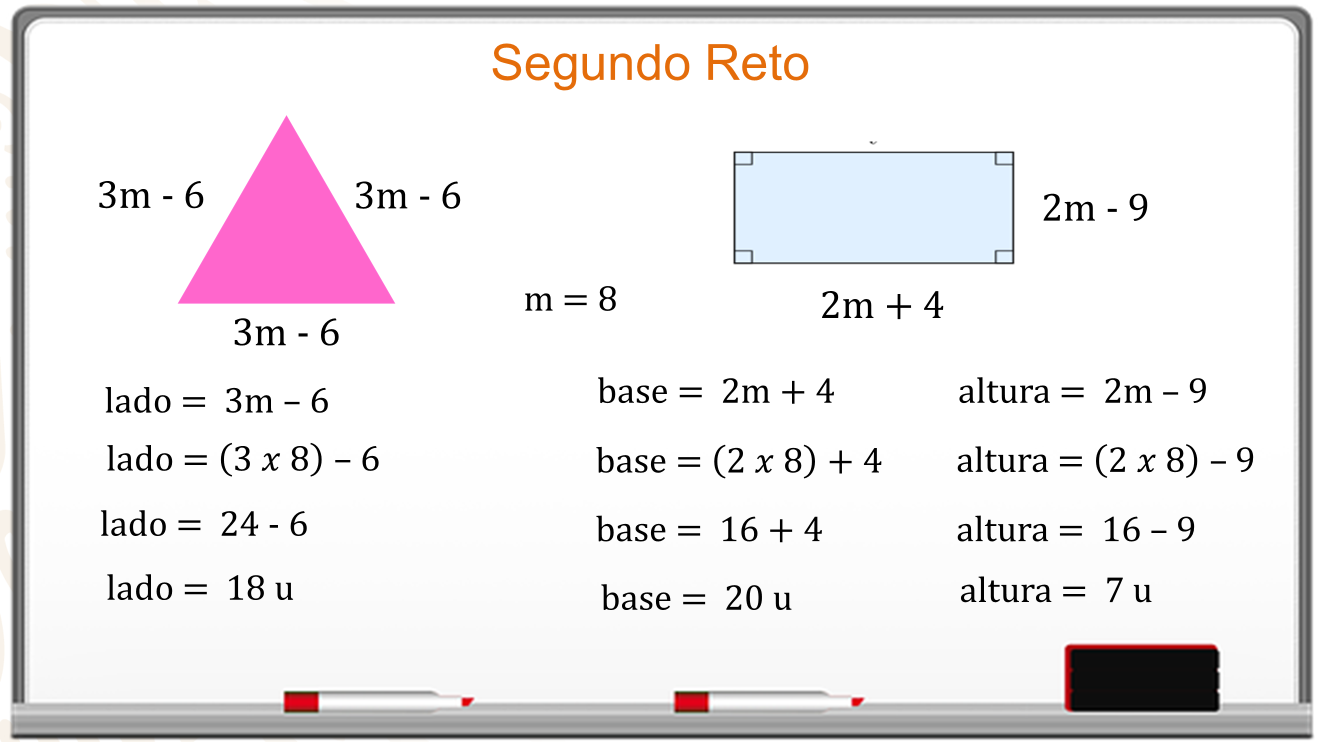 Segundo Reto
3m - 6
3m - 6
3m - 6
m = 8
2m - 9
2m + 4
lado = 3m – 6
lado = (3 x 8) – 6
lado = 24 - 6
lado = 18 u
base = 2m + 4
base = (2 x 8) + 4
base = 16 + 4
base = 20 u
altura = 2m – 9
altura = (2 x 8) – 9
altura = 16 – 9
altura = 7 u